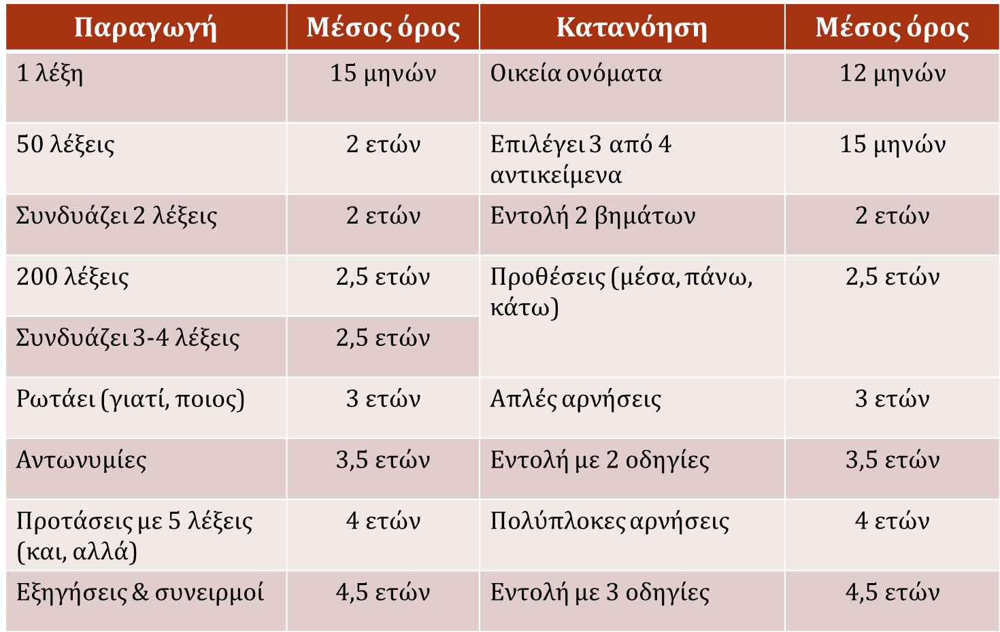 Παραγωγή Μέσος όρος Κατανόηση Μέσος όρος
1 λέξη 15 μηνών Οικεία ονόματα 12 μηνών
50 λέξεις 2 ετών Επιλέγει 3 από 4 15 μηνών
αντικείμενα
Συνδυάζει 2 λέξεις 2 ετών Εντολή 2 βημάτων 2 ετών
200 λέξεις 2,5 ετών Προθέσεις (μέσα, πάνω, 2,5 ετών
κάτω)
Συνδυάζει 3-4 λέξεις 2,5 ετών
Ρωτάει (γιατί, ποιος) 3 ετών Απλές αρνήσεις 3 ετών
Αντωνυμίες 3,5 ετών Εντολή με 2 οδηγίες 3,5 ετών
Προτάσεις με 5 λέξεις 4 ετών Πολύπλοκες αρνήσεις 4 ετών
(και, αλλά)
Εξηγήσεις & συνειρμοί 4,5 ετών Εντολή με 3 οδηγίες 4,5 ετών